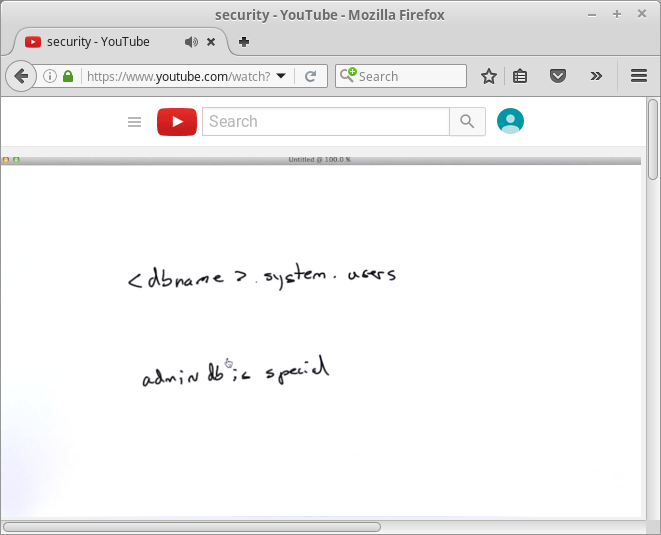 security - YouTube - Mozilla Firefox
security - YouTube
https://www.youtube.com/watch?
Search
Search
Untitled @ 100.0 %
<dbname>.system.users
admin db is special